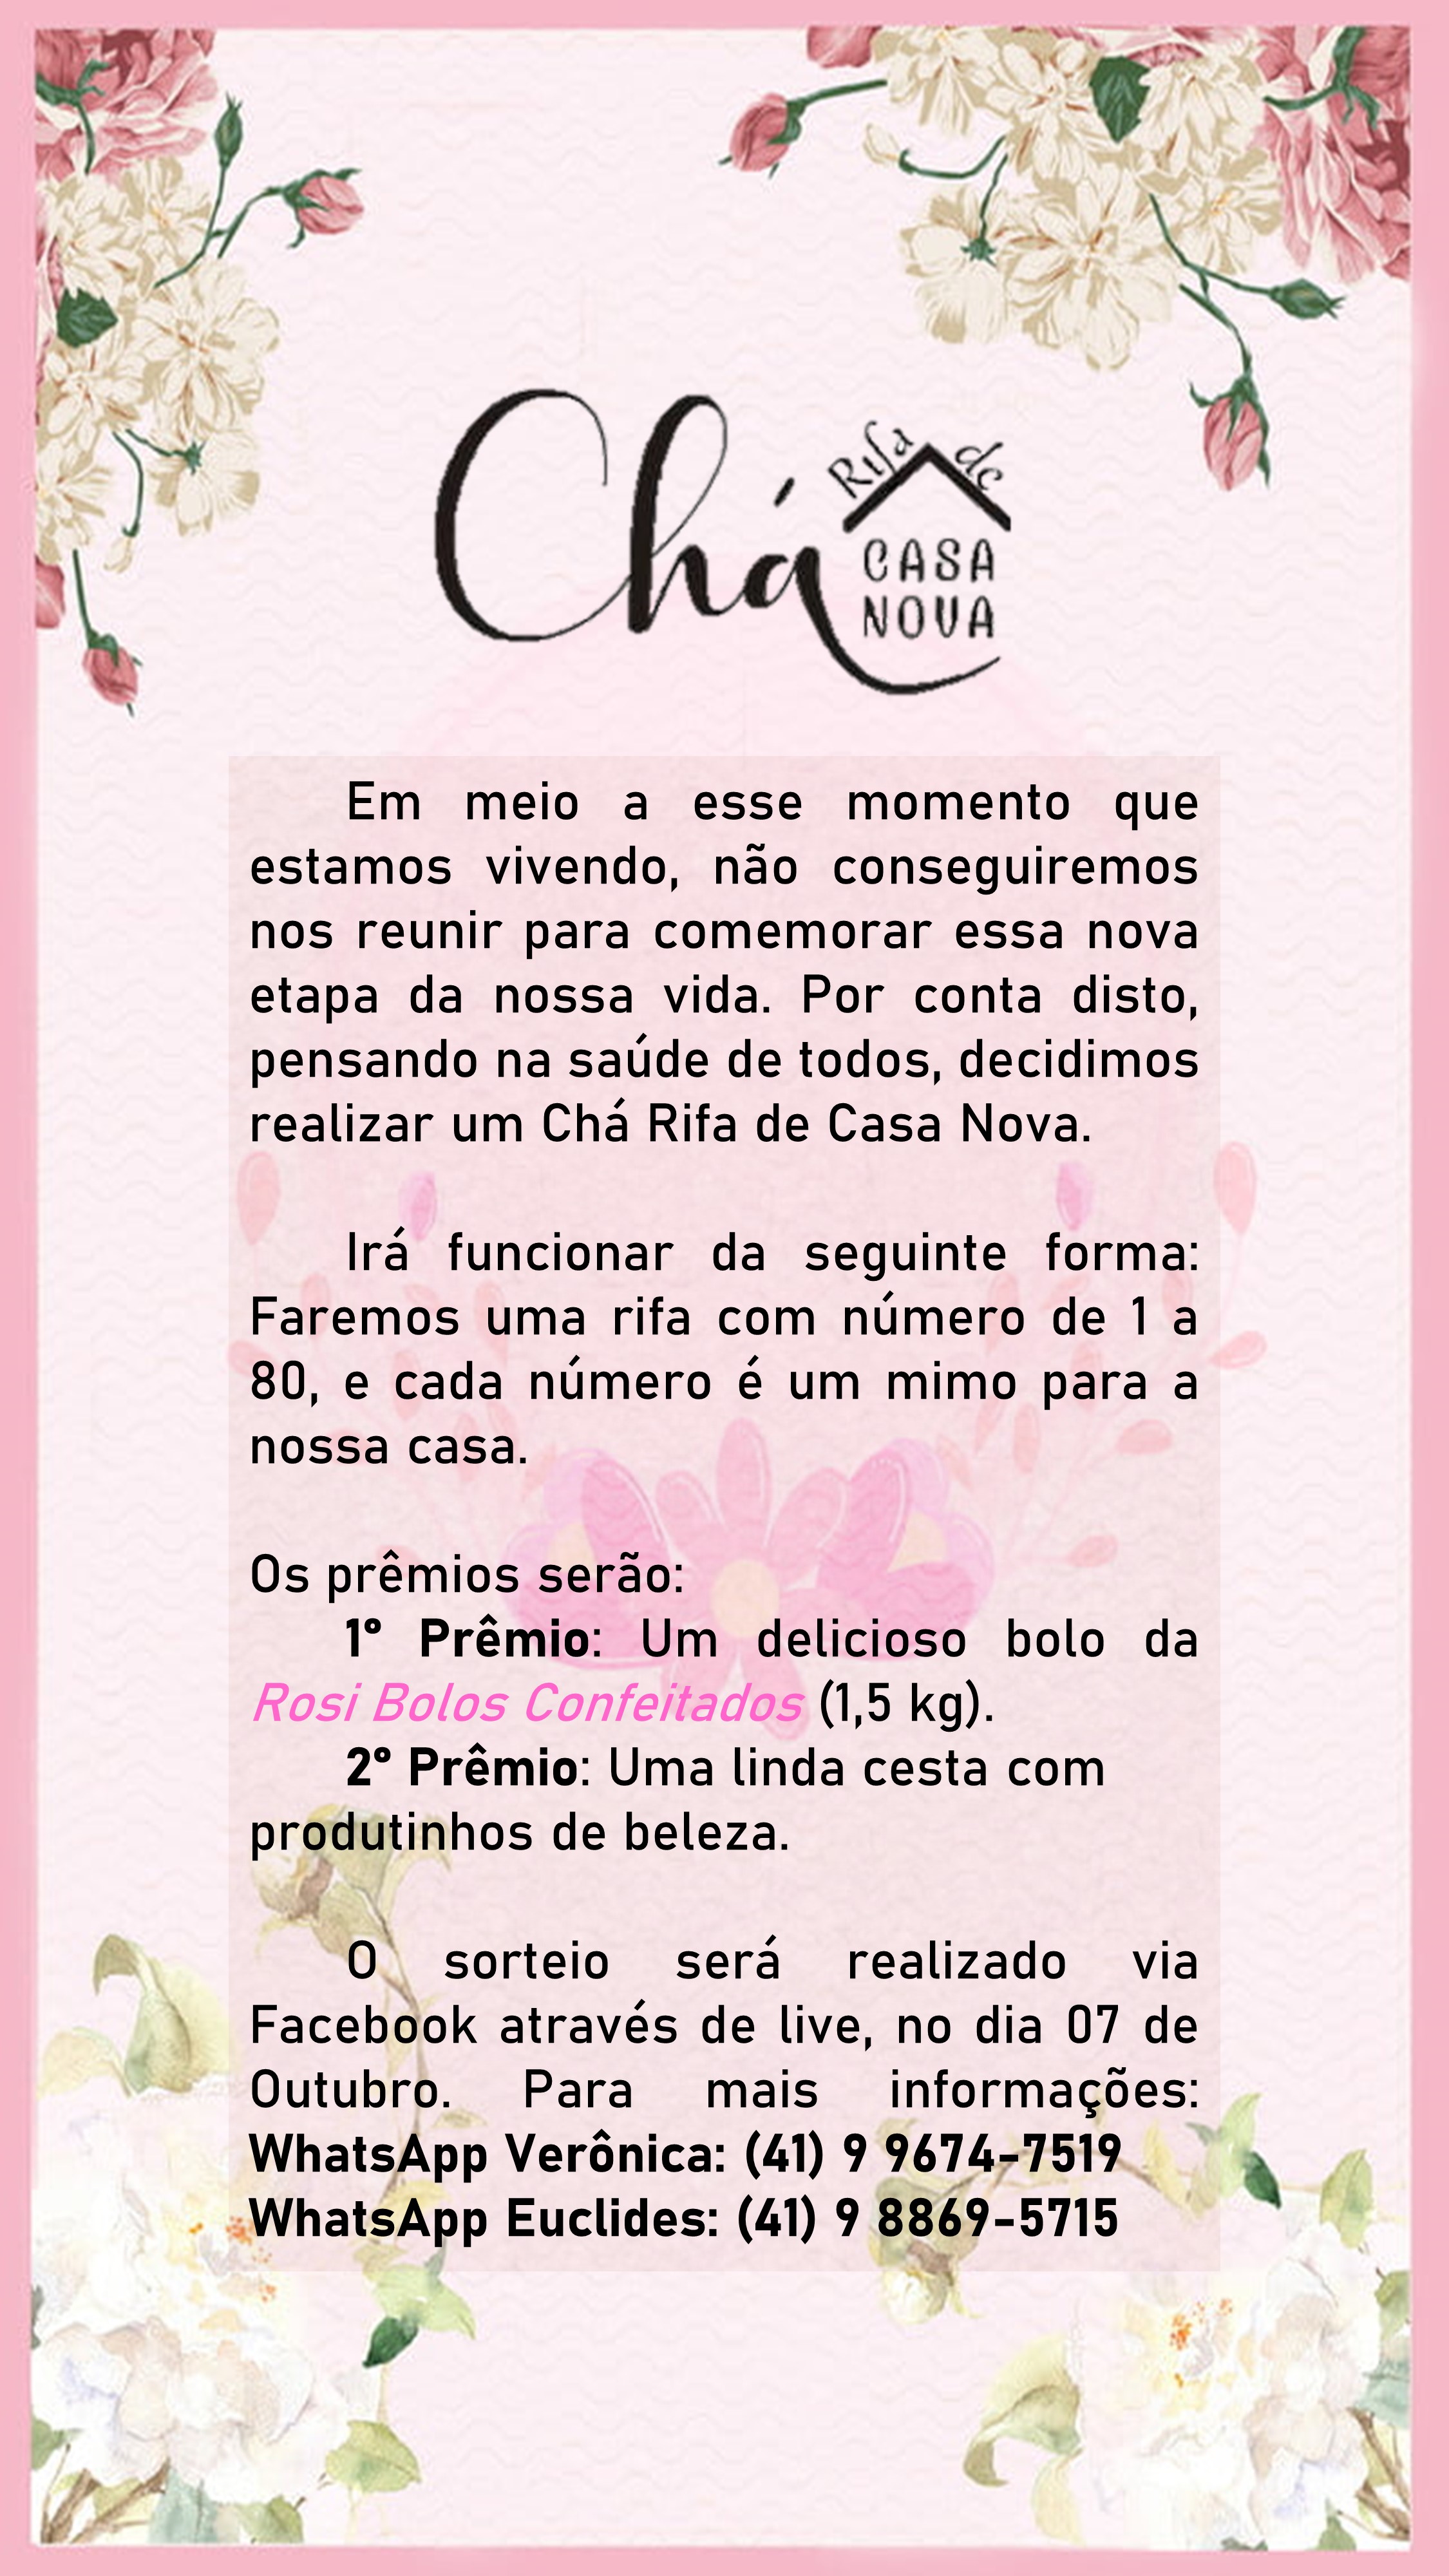 Chá
Rifa de
CASA
NOVA
Em meio a esse momento que
estamos vivendo, não conseguiremos
nos reunir para comemorar essa nova
etapa da nossa vida. Por conta disto,
pensando na saúde de todos, decidimos
realizar um Chá Rifa de Casa Nova.
Irá funcionar da seguinte forma:
Faremos uma rifa com número de 1 a
80, e cada número é um mimo para a
nossa casa.
Os prêmios serão:
1° Prêmio: Um delicioso bolo da
Rosi Bolos Confeitados (1,5 kg).
2° Prêmio: Uma linda cesta com
produtinhos de beleza.
O sorteio será realizado via
Facebook através de live, no dia 07 de
Outubro. Para mais informações:
WhatsApp Verônica: (41) 9 9674-7519
WhatsApp Euclides: (41) 9 8869-5715